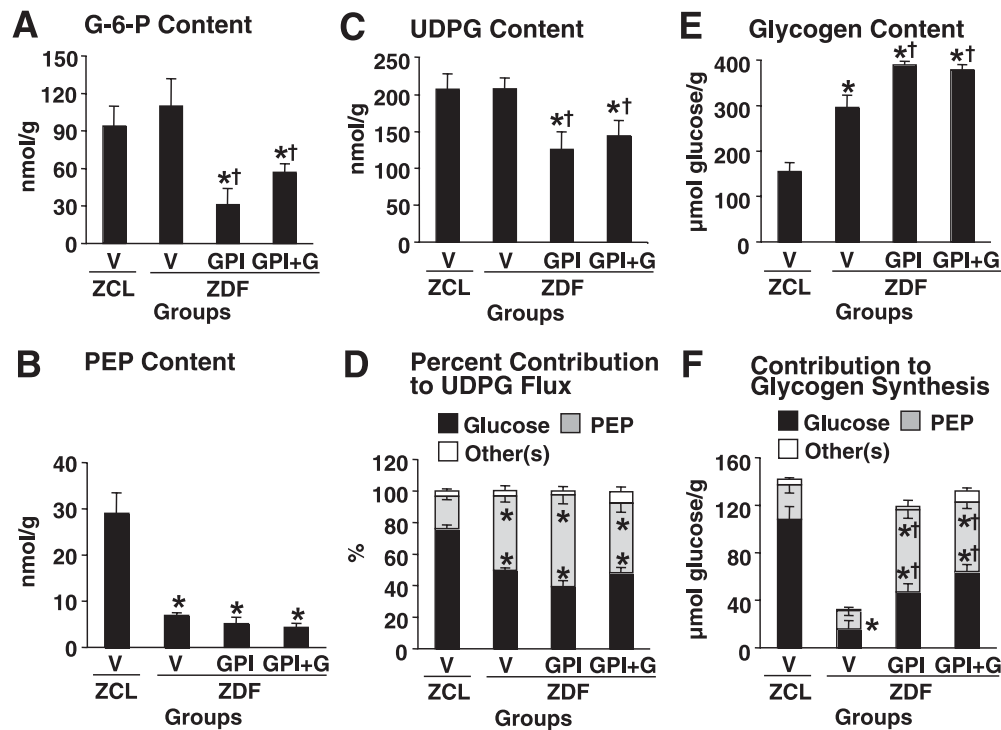 A G-6-P Content
nmol/g
150
120
90
60
30
0
*† *†
V V GPI GPI+G
ZCL ZDF
Groups
C UDPG Content
nmol/g
250
200
150
100
50
0
*† *†
V V GPI GPI+G
ZCL ZDF
Groups
E Glycogen Content
µmol glucose/g
400
300
150
0
* *† *†
V V GPI GPI+G
ZCL ZDF
Groups
B PEP Content
nmol/g
40
30
20
10
0
* * *
V V GPI GPI+G
ZCL ZDF
Groups
D Percent Contribution
to UDPG Flux
Glucose PEP
Other(s)
%
120
100
80
60
40
20
0
* * *
* * *
V V GPI GPI+G
ZCL ZDF
Groups
F Contribution to
Glycogen Synthesis
Glucose PEP
Other(s)
µmol glucose/g
160
120
80
40
0
*† *†
*† *†
*
V V GPI GPI+G
ZCL ZDF
Groups